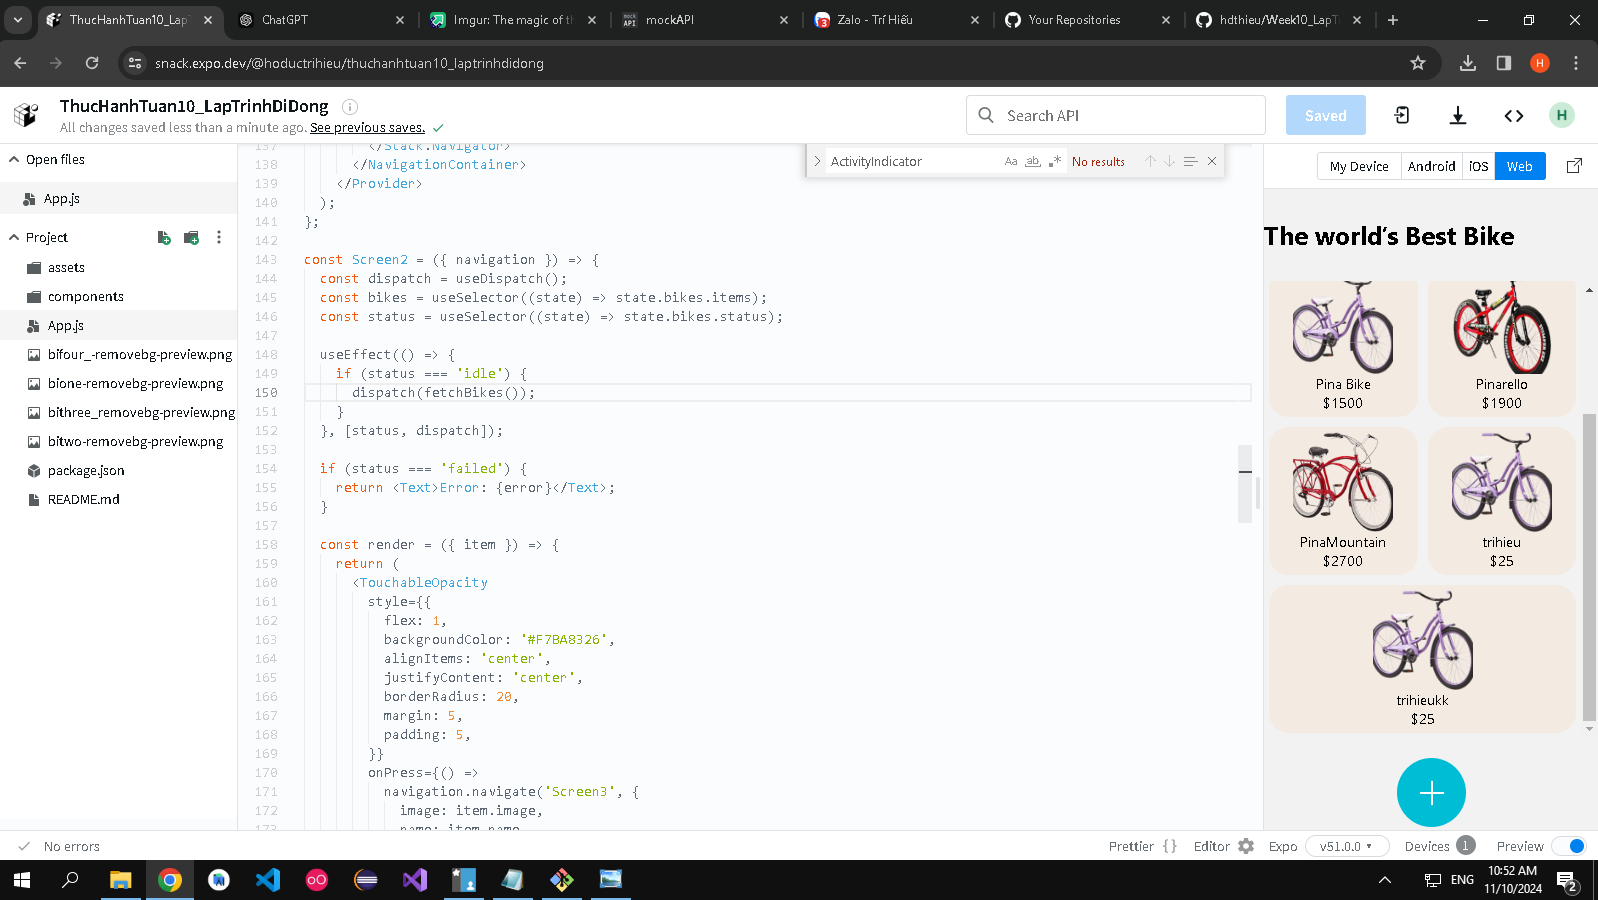 ThucHanhTuan10_Lap
ChatGPT
Imgur: The magic of th
mockAPI
Zalo - Trí Hiếu
Your Repositories
hdthieu/Week10_LapT
snack.expo.dev/@hoductrihieu/thuchanhtuan10_laptrinhdidong
H
ThucHanhTuan10_LapTrinhDiDong
All changes saved less than a minute ago. See previous saves.
Search API
Saved
H
Open files
App.js
Project
assets
components
App.js
bifour_-removebg-preview.png
bione-removebg-preview.png
bithree_removebg-preview.png
bitwo-removebg-preview.png
package.json
README.md
ActivityIndicator
Aa
ab
.*
No results
137 </Stack.Navigator>
138 </NavigationContainer>
139 </Provider>
140 );
141 };
142
143 const Screen2 = ({ navigation }) => {
144 const dispatch = useDispatch();
145 const bikes = useSelector((state) => state.bikes.items);
146 const status = useSelector((state) => state.bikes.status);
147
148 useEffect(() => {
149 if (status === 'idle') {
150 dispatch(fetchBikes());
151 }
152 }, [status, dispatch]);
153
154 if (status === 'failed') {
155 return <Text>Error: {error}</Text>;
156 }
157
158 const render = ({ item }) => {
159 return (
160 <TouchableOpacity
161 style={{
162 flex: 1,
163 backgroundColor: '#F7BA8326',
164 alignItems: 'center',
165 justifyContent: 'center',
166 borderRadius: 20,
167 margin: 5,
168 padding: 5,
169 }}
170 onPress={() =>
171 navigation.navigate('Screen3', {
172 image: item.image,
173 name: item.name
My Device
Android
iOS
Web
The world's Best Bike
Pina Bike
$1500
Pinarello
$1900
PinaMountain
$2700
trihieu
$25
trihieukk
$25
No errors
Prettier { }
Editor
Expo
v51.0.0
Devices 1
Preview
ENG
10:52 AM
11/10/2024
2